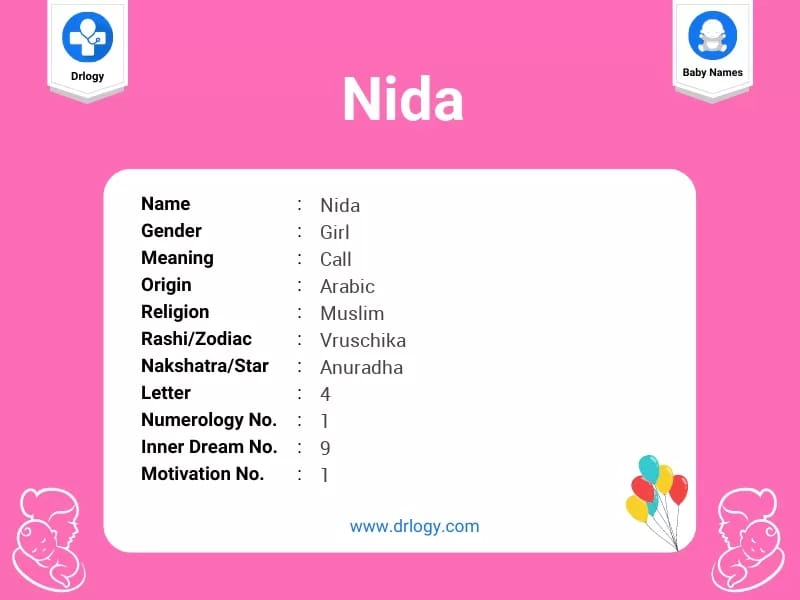 Drlogy
Baby Names
Nida
Name : Nida
Gender : Girl
Meaning : Call
Origin : Arabic
Religion : Muslim
Rashi/Zodiac : Vruschika
Nakshatra/Star : Anuradha
Letter : 4
Numerology No. : 1
Inner Dream No. : 9
Motivation No. : 1
www.drlogy.com